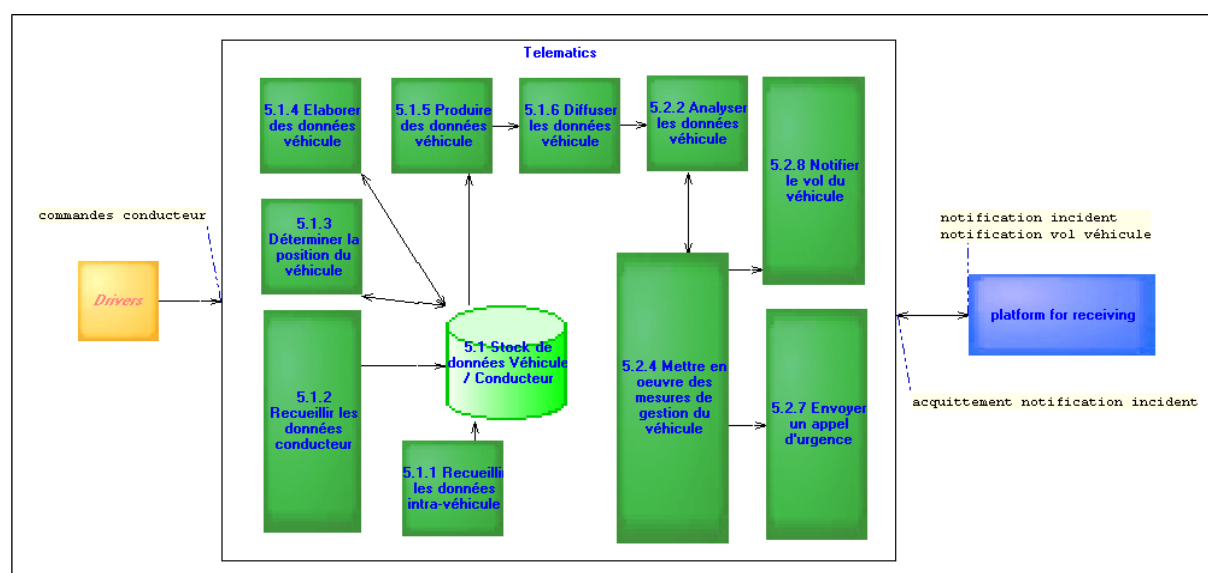 Telematics
5.1.4 Elaborer
des données
véhicule
5.1.5 Produire
des données
véhicule
5.1.6 Diffuser
les données
véhicule
5.2.2 Analyser
les données
véhicule
5.2.8 Notifier
le vol du
véhicule
commandes conducteur
5.1.3
Déterminer la
position du
véhicule
notification incident
notification vol véhicule
Drivers
platform for receiving
5.1 Stock de
données Véhicule
/ Conducteur
5.2.4 Mettre en
oeuvre des
mesures de
gestion du
véhicule
5.1.2
Recueillir les
données
conducteur
5.2.7 Envoyer
un appel
d'urgence
acquittement notification incident
5.1.1 Recueillir
les données
intra-véhicule